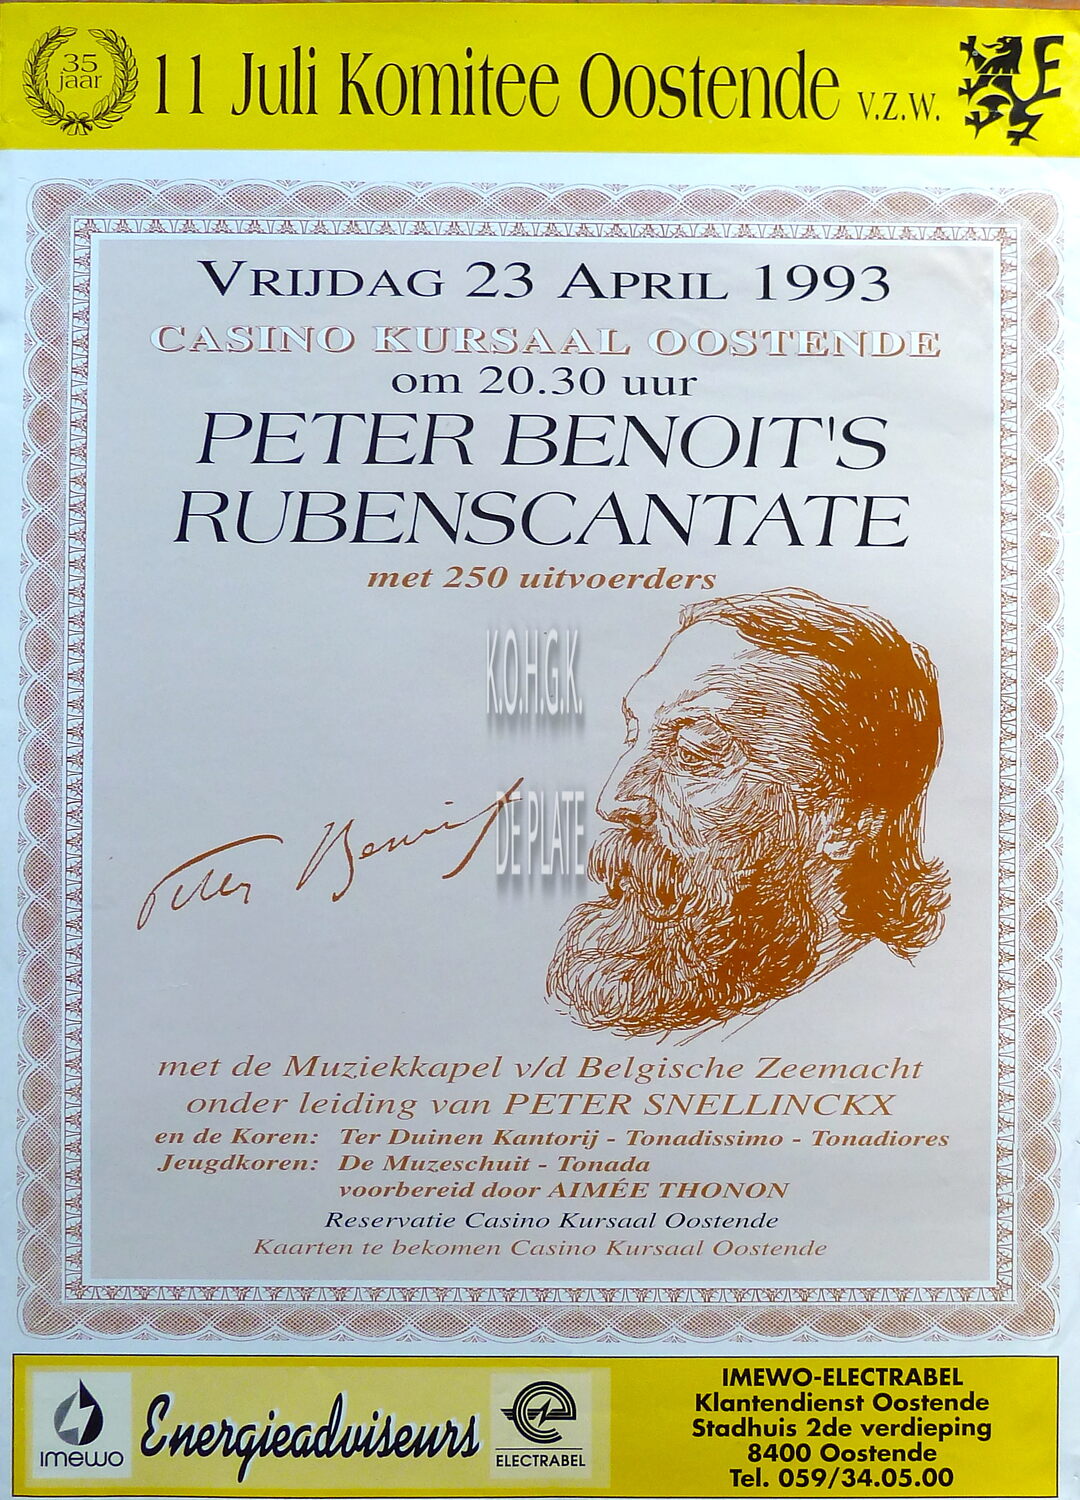 35
jaar
11 Juli Komitee Oostende v.z.w.
VRIJDAG 23 APRIL 1993
CASINO KURSAAL OOSTENDE
om 20.30 uur
PETER BENOIT'S
RUBENSCANTATE
met 250 uitvoerders
K.O.H.G.K.
Peter Benoit
DE PLATE
met de Muziekkapel v/d Belgische Zeemacht
onder leiding van PETER SNELLINCKX
en de Koren: Ter Duinen Kantorij - Tonadissimo - Tonadiores
Jeugdkoren: De Muzeschuit - Tonada
voorbereid door AIMÉE THONON
Reservatie Casino Kursaal Oostende
Kaarten te bekomen Casino Kursaal Oostende
imewo
Energieadviseurs
ELECTRABEL
IMEWO-ELECTRABEL
Klantendienst Oostende
Stadhuis 2de verdieping
8400 Oostende
Tel. 059/34.05.00